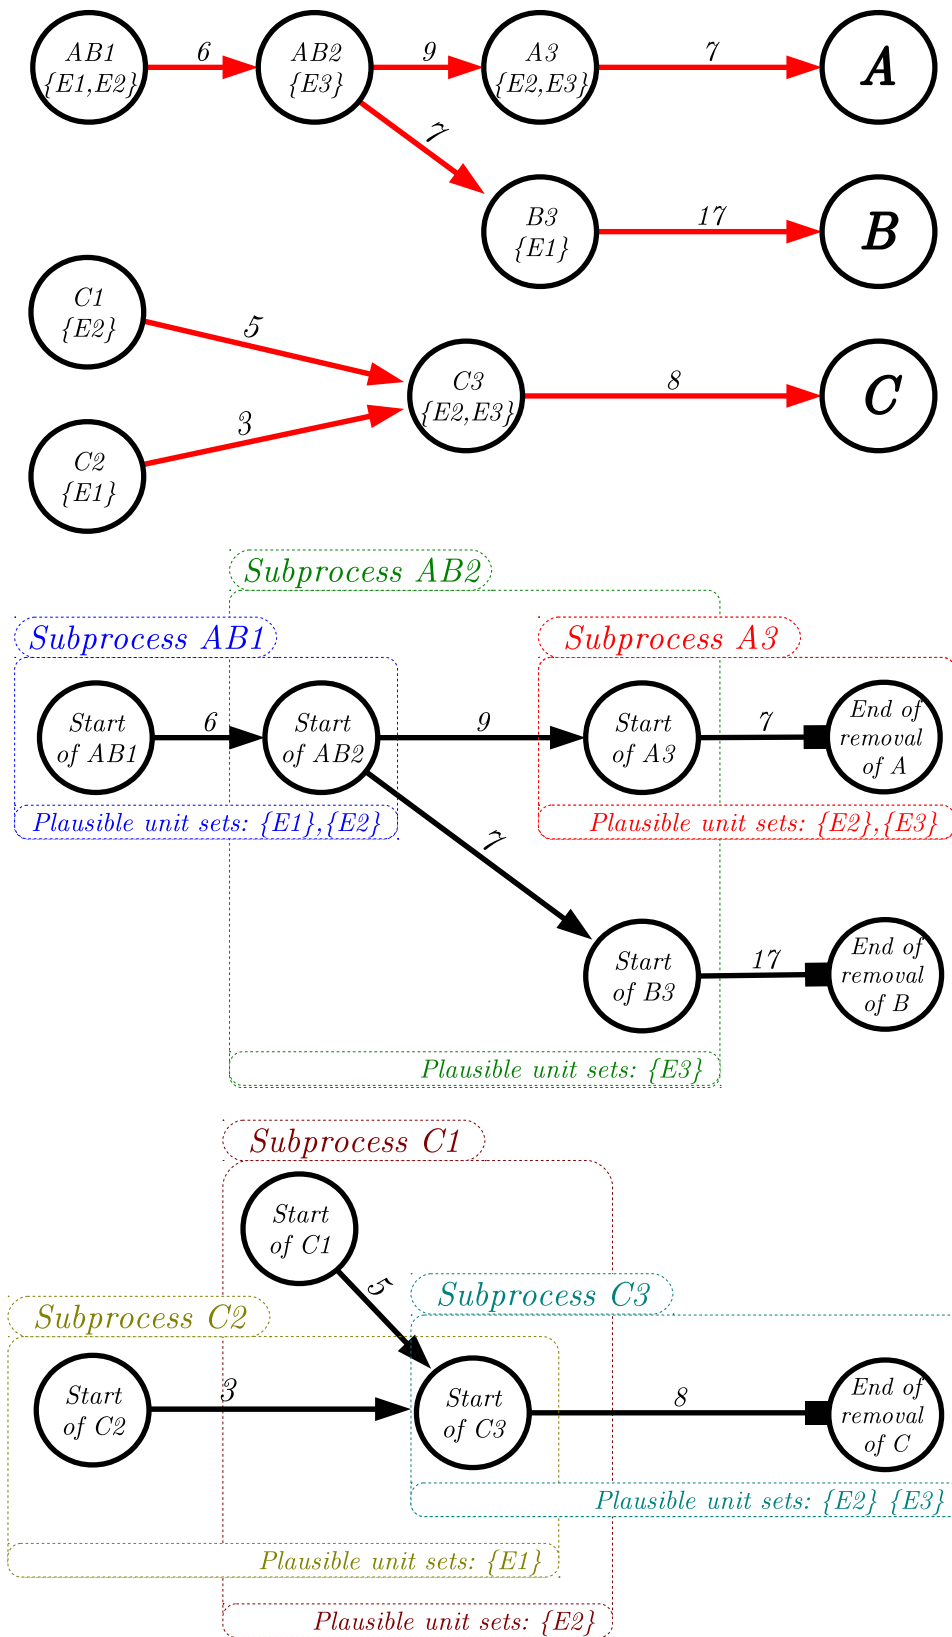 AB1
{E1,E2}
6
AB2
{E3}
9
A3
{E2,E3}
7
A
7
B3
{E1}
17
B
C1
{E2}
5
C2
{E1}
3
C3
{E2,E3}
8
C
Subprocess AB2
Subprocess AB1
Subprocess A3
Start
of AB1
6
Start
of AB2
9
Start
of A3
7
End of
removal
of A
Plausible unit sets: {E1},{E2}
Plausible unit sets: {E2},{E3}
7
Start
of B3
17
End of
removal
of B
Plausible unit sets: {E3}
Subprocess C1
Start
of C1
5
Subprocess C3
Subprocess C2
Start
of C2
3
Start
of C3
8
End of
removal
of C
Plausible unit sets: {E2} {E3}
Plausible unit sets: {E1}
Plausible unit sets: {E2}